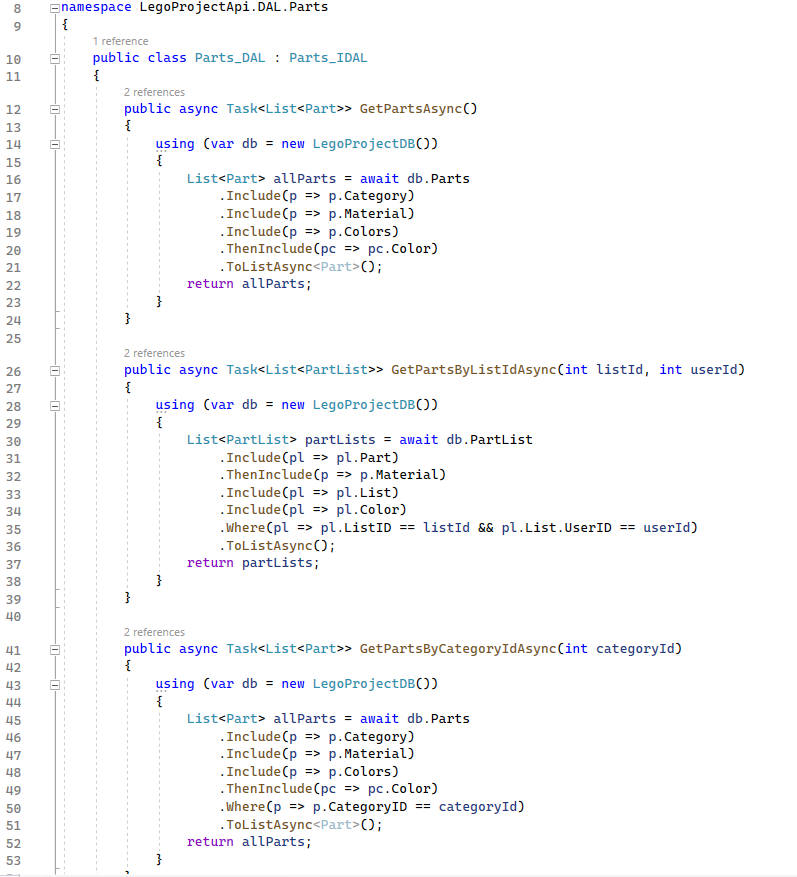 8 namespace LegoProjectApi.DAL.Parts
9 {
1 reference
10 public class Parts_DAL : Parts_IDAL
11 {
2 references
12 public async Task<List<Part>> GetPartsAsync()
13 {
14 using (var db = new LegoProjectDB())
15 {
16 List<Part> allParts = await db.Parts
17 .Include(p => p.Category)
18 .Include(p => p.Material)
19 .Include(p => p.Colors)
20 .ThenInclude(pc => pc.Color)
21 .ToListAsync<Part>();
22 return allParts;
23 }
24 }
25
2 references
26 public async Task<List<PartList>> GetPartsByListIdAsync(int listId, int userId)
27 {
28 using (var db = new LegoProjectDB())
29 {
30 List<PartList> partLists = await db.PartList
31 .Include(pl => pl.Part)
32 .ThenInclude(p => p.Material)
33 .Include(pl => pl.List)
34 .Include(pl => pl.Color)
35 .Where(pl => pl.ListID == listId && pl.List.UserID == userId)
36 .ToListAsync();
37 return partLists;
38 }
39 }
40
2 references
41 public async Task<List<Part>> GetPartsByCategoryIdAsync(int categoryId)
42 {
43 using (var db = new LegoProjectDB())
44 {
45 List<Part> allParts = await db.Parts
46 .Include(p => p.Category)
47 .Include(p => p.Material)
48 .Include(p => p.Colors)
49 .ThenInclude(pc => pc.Color)
50 .Where(p => p.CategoryID == categoryId)
51 .ToListAsync<Part>();
52 return allParts;
53 }